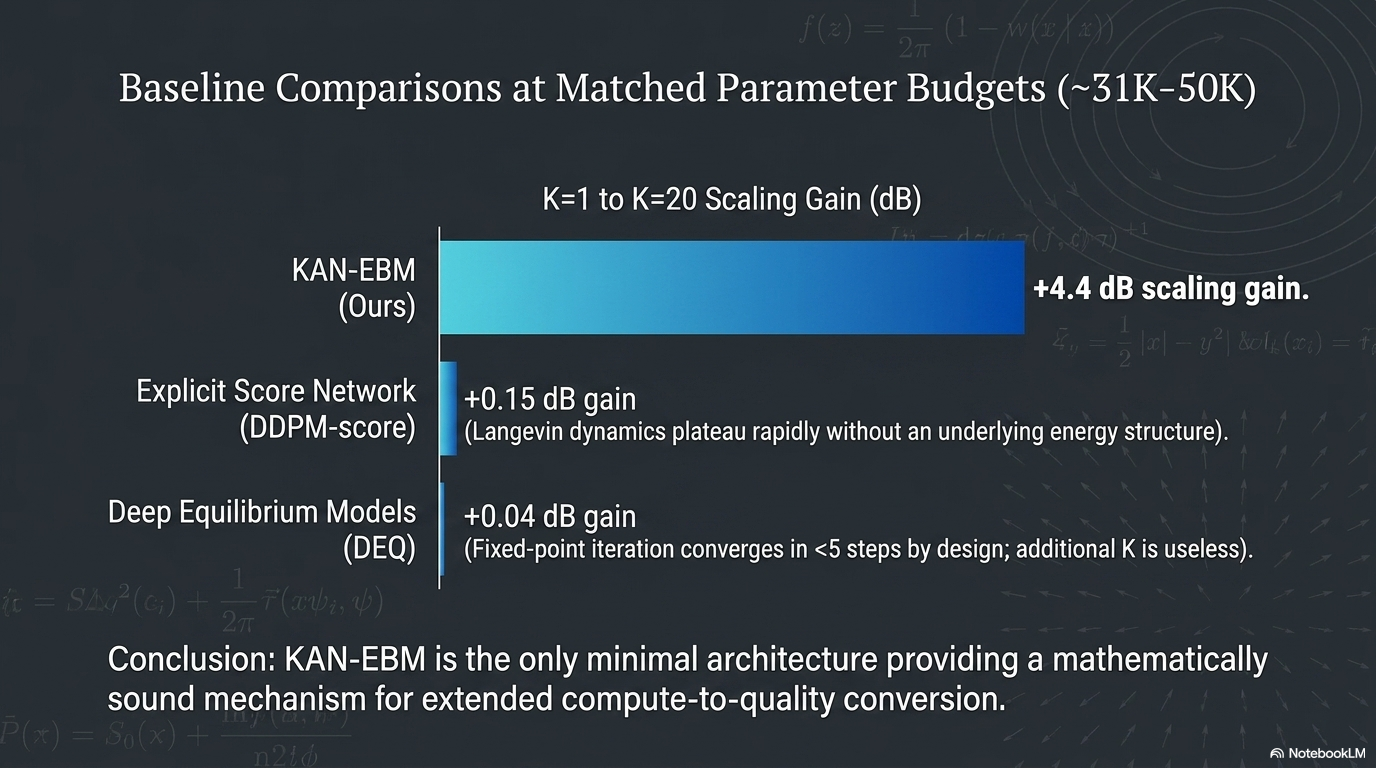 f(z) = 1/2π (1 − w(x|x))
Baseline Comparisons at Matched Parameter Budgets (~31K–50K)
K=1 to K=20 Scaling Gain (dB)
KAN-EBM
(Ours)
+4.4 dB scaling gain.
Explicit Score Network
(DDPM-score)
+0.15 dB gain
(Langevin dynamics plateau rapidly without an underlying energy structure).
Deep Equilibrium Models
(DEQ)
+0.04 dB gain
(Fixed-point iteration converges in <5 steps by design; additional K is useless).
Conclusion: KAN-EBM is the only minimal architecture providing a mathematically
sound mechanism for extended compute-to-quality conversion.
NotebookLM